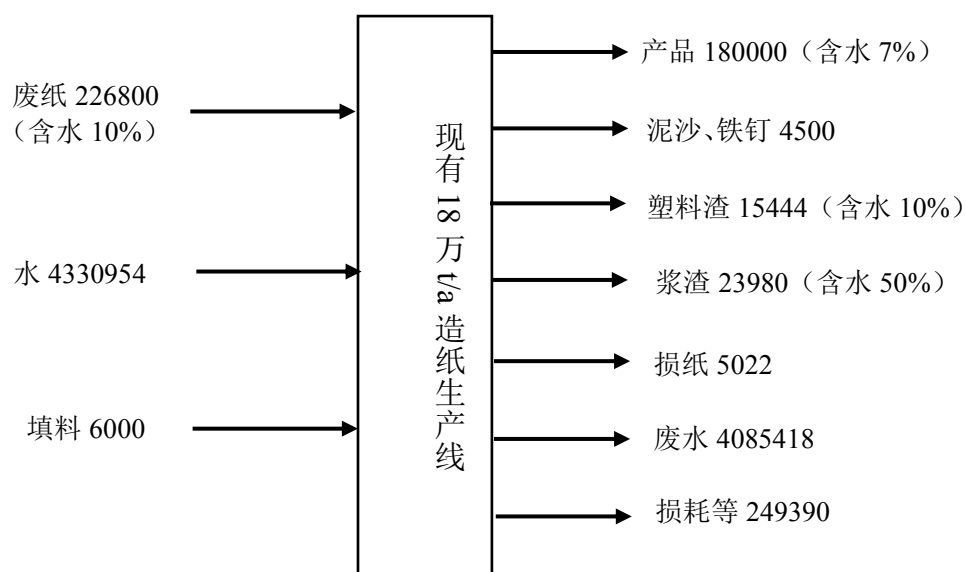 废纸 226800
（含水 10%）
水 4330954
填料 6000
现有 18 万 t/a 造纸生产线
产品 180000（含水 7%）
泥沙、铁钉 4500
塑料渣 15444（含水 10%）
浆渣 23980（含水 50%）
损纸 5022
废水 4085418
损耗等 249390